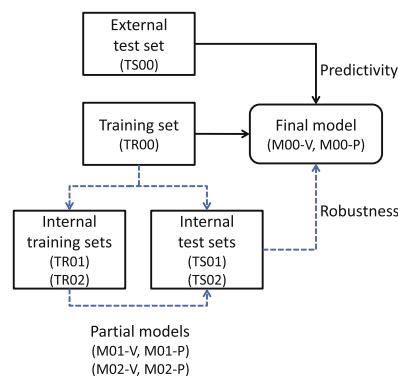 External
test set
(TS00)
Predictivity
Training set
(TR00)
Final model
(M00-V, M00-P)
Internal
training sets
(TR01)
(TR02)
Internal
test sets
(TS01)
(TS02)
Robustness
Partial models
(M01-V, M01-P)
(M02-V, M02-P)